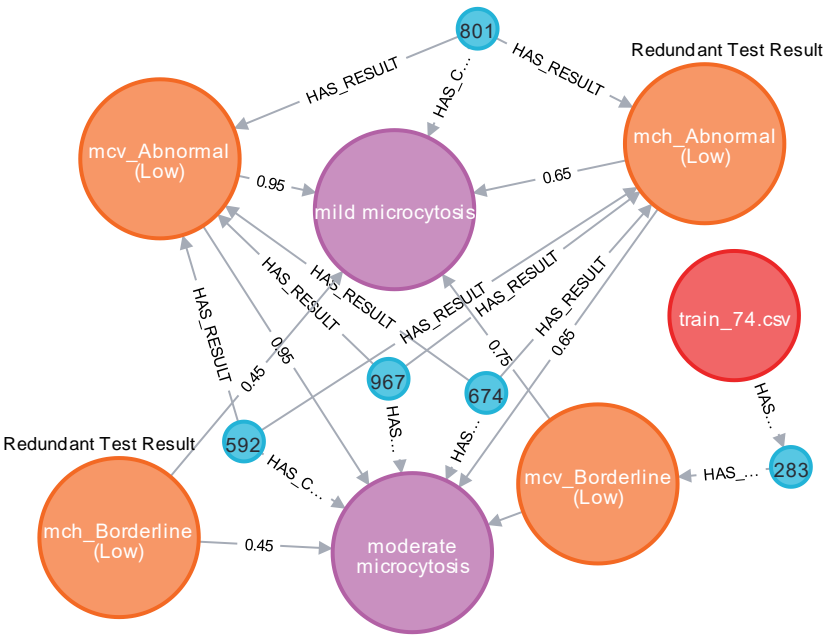 801
HAS_RESULT
HAS_C...
HAS_RESULT
Redundant Test Result
mcv_Abnormal
(Low)
mch_Abnormal
(Low)
0.95
0.65
mild microcytosis
HAS_RESULT
HAS_RESULT
HAS_RESULT
HAS_RESULT
HAS_RESULT
HAS_RESULT
train_74.csv
0.95
0.45
0.75
0.65
967
674
592
HAS...
HAS...
HAS...
HAS_C...
HAS_...
283
Redundant Test Result
mch_Borderline
(Low)
0.45
moderate
microcytosis
mcv_Borderline
(Low)